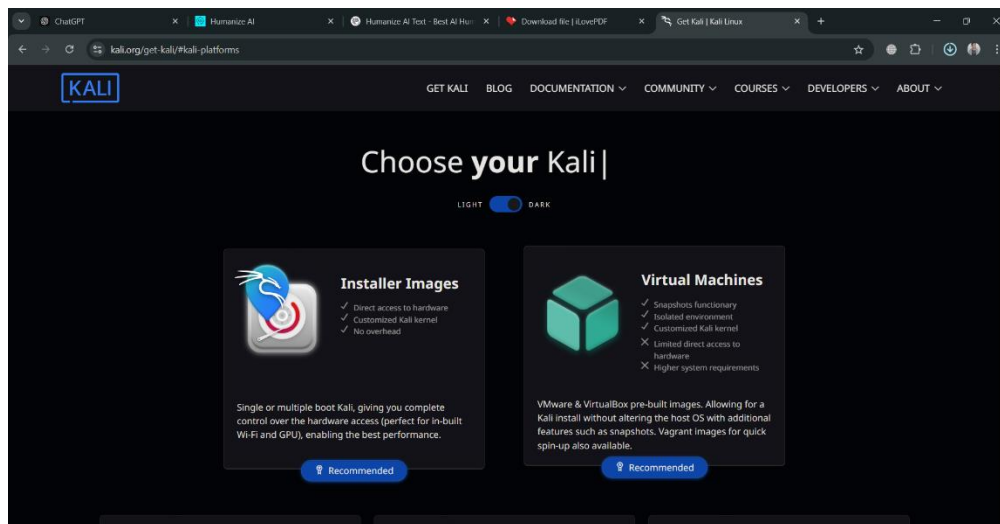 ChatGPT
Humanize AI
Humanize AI Text - Best AI Hum
Download file | iLovePDF
Get Kali | Kali Linux
kali.org/get-kali/#kali-platforms
KALI
GET KALI
BLOG
DOCUMENTATION
COMMUNITY
COURSES
DEVELOPERS
ABOUT
Choose your Kali|
LIGHT
DARK
Installer Images
Direct access to hardware
Customized Kali kernel
No overhead
Single or multiple boot Kali, giving you complete
control over the hardware access (perfect for in-built
Wi-Fi and GPU), enabling the best performance.
Recommended
Virtual Machines
Snapshots functionary
Isolated environment
Customized Kali kernel
Limited direct access to
hardware
Higher system requirements
VMware & VirtualBox pre-built images. Allowing for a
Kali install without altering the host OS with additional
features such as snapshots. Vagrant images for quick
spin-up also available.
Recommended